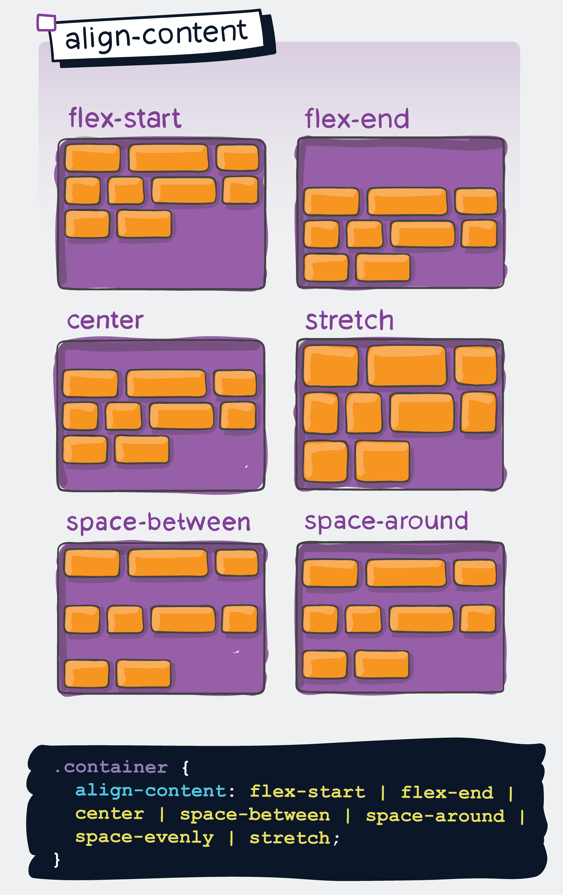 align-content
flex-start
flex-end
center
stretch
space-between
space-around
.container {
align-content: flex-start | flex-end |
center | space-between | space-around |
space-evenly | stretch;
}